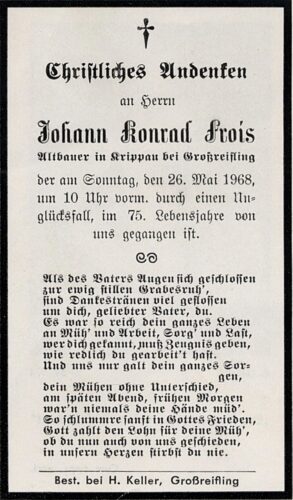 Christliches Andenken
an Herrn
Johann Konrad Frois
Altbauer in Krippau bei Großreifling
der am Sonntag, den 26. Mai 1968,
um 10 Uhr vorm. durch einen Un-
glücksfall, im 75. Lebensjahre von
uns gegangen ist.
Als des Vaters Augen sich geschlossen
zur ewig stillen Grabesruh',
sind Dankestränen viel geflossen
um dich, geliebter Vater, du.
Es war so reich dein ganzes Leben
an Müh' und Arbeit, Sorg' und Last,
wer dich gekannt, muß Zeugnis geben,
wie redlich du gearbeit't hast.
Und uns nur galt dein ganzes Sor-
gen,
dein Mühen ohne Unterschied,
am späten Abend, frühen Morgen
war'n niemals deine Hände müd'.
So schlummre sanft in Gottes Frieden,
Gott zahlt den Lohn für deine Müh',
ob du nun auch von uns geschieden,
in unsern Herzen stirbst du nie.
Best. bei H. Keller, Großreifling